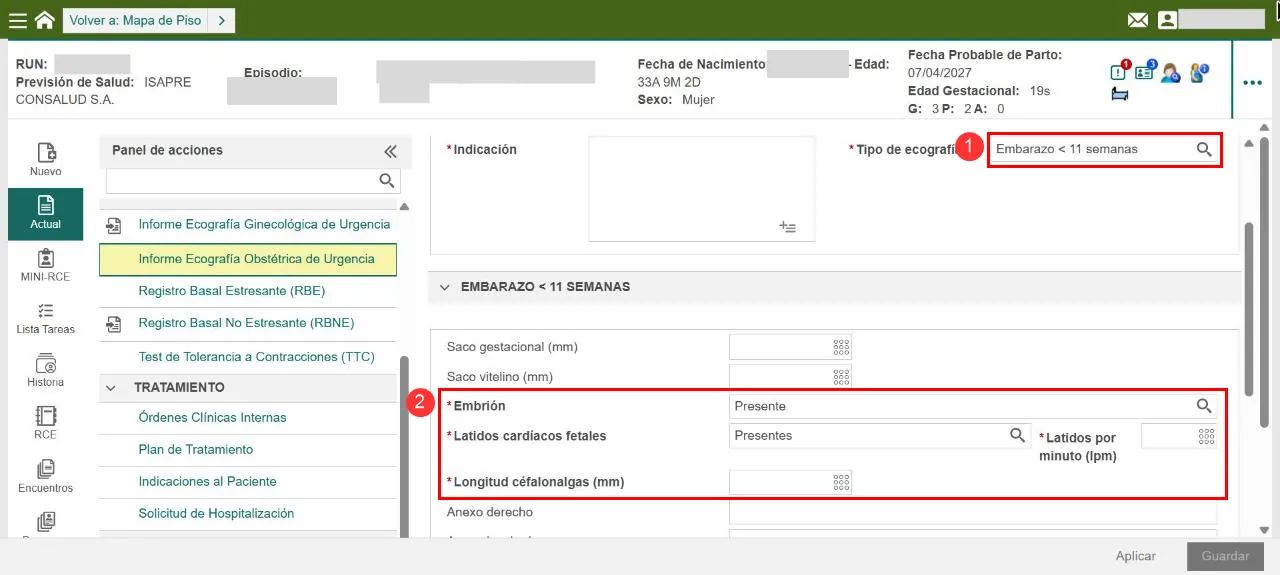 Volver a: Mapa de Piso
RUN:
Previsión de Salud: ISAPRE
CONSALUD S.A.
Episodio:
Fecha de Nacimiento - Edad:
33A 9M 2D
Sexo: Mujer
Fecha Probable de Parto:
07/04/2027
Edad Gestacional: 19s
G: 3 P: 2 A: 0
1
3
Nuevo
Actual
MINI-RCE
Lista Tareas
Historia
RCE
Encuentros
Panel de acciones
Informe Ecografía Ginecológica de Urgencia
Informe Ecografía Obstétrica de Urgencia
Registro Basal Estresante (RBE)
Registro Basal No Estresante (RBNE)
Test de Tolerancia a Contracciones (TTC)
TRATAMIENTO
Órdenes Clínicas Internas
Plan de Tratamiento
Indicaciones al Paciente
Solicitud de Hospitalización
* Indicación
* Tipo de ecografí
1
Embarazo < 11 semanas
EMBARAZO < 11 SEMANAS
Saco gestacional (mm)
Saco vitelino (mm)
2
* Embrión
Presente
* Latidos cardíacos fetales
Presentes
* Latidos por
minuto (lpm)
* Longitud céfalonalgas (mm)
Anexo derecho
Aplicar
Guardar